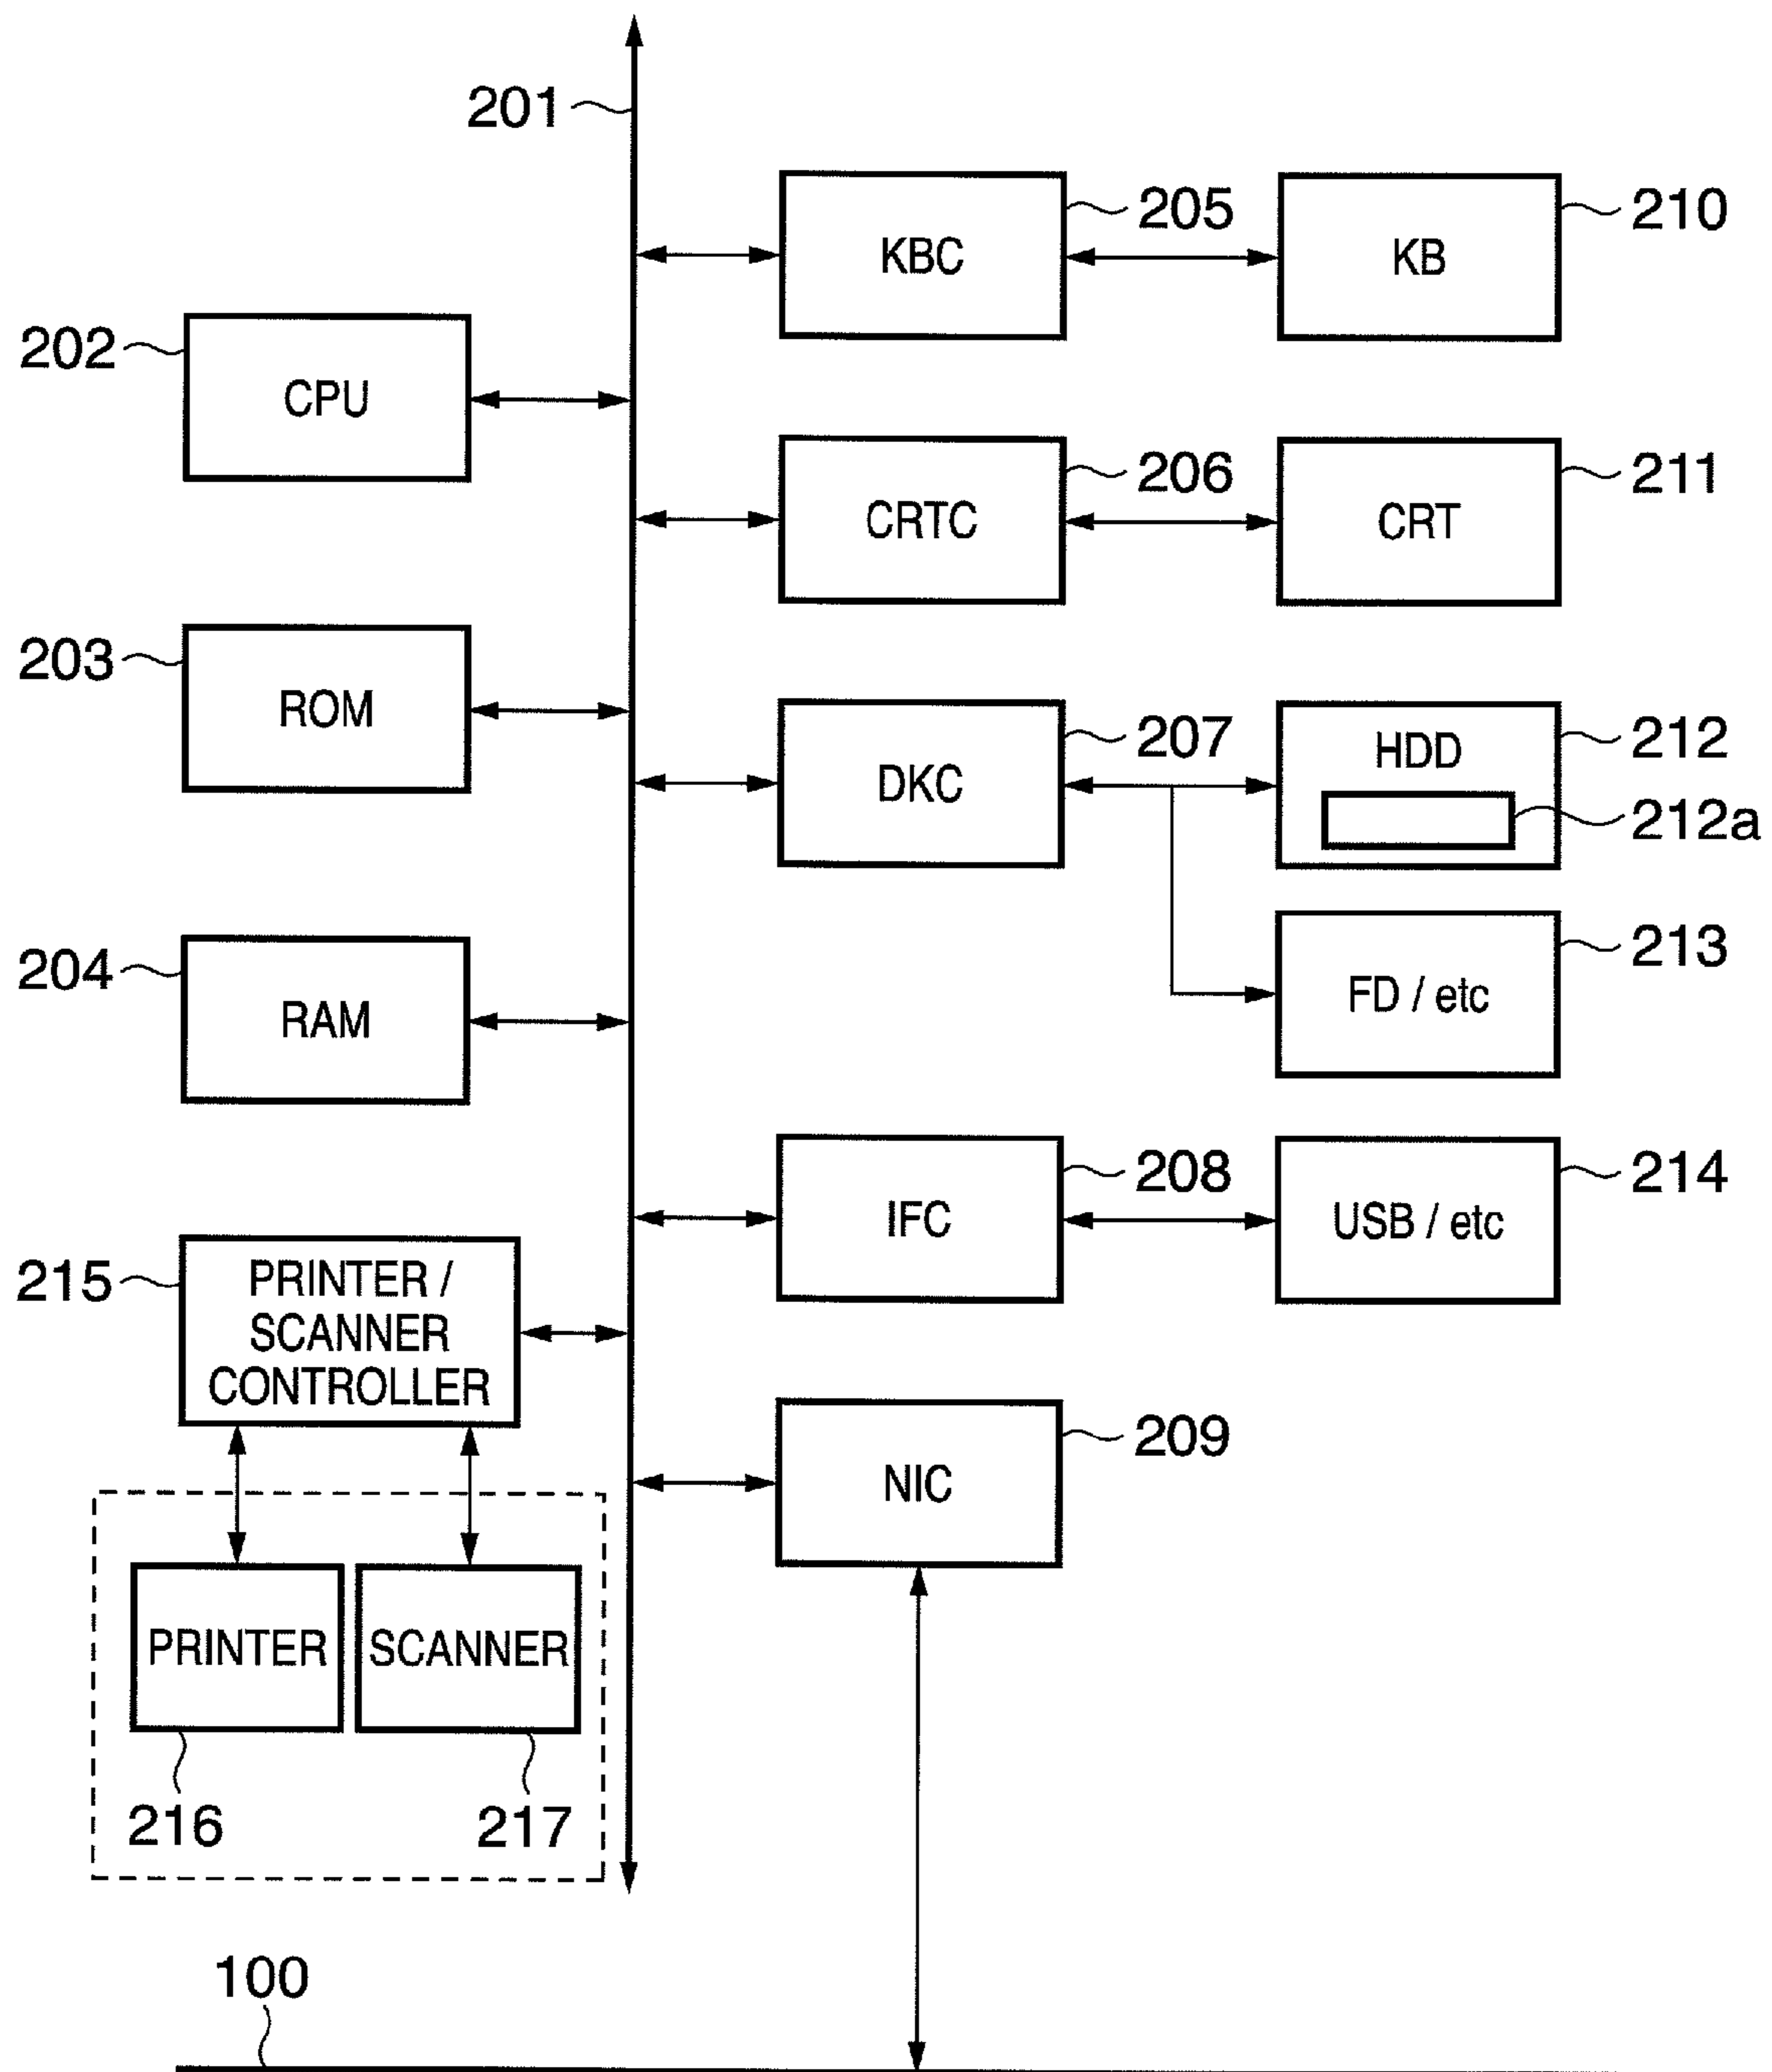 201
205
210
KBC
KB
202
CPU
206
211
CRTC
CRT
203
ROM
207
212
HDD
DKC
212a
213
FD / etc
204
RAM
208
214
IFC
USB / etc
215
PRINTER /
SCANNER
CONTROLLER
209
NIC
PRINTER
SCANNER
216
217
100